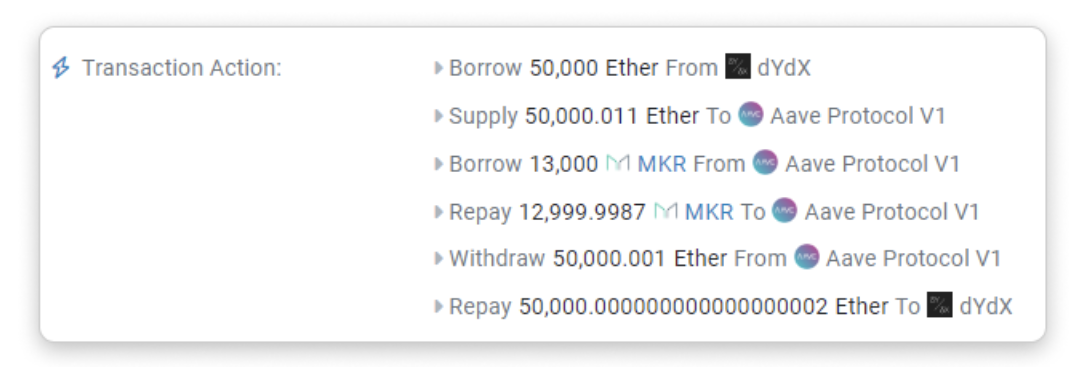 Transaction Action:
Borrow 50,000 Ether From dYdX
Supply 50,000.011 Ether To Aave Protocol V1
Borrow 13,000 MKR From Aave Protocol V1
Repay 12,999.9987 MKR To Aave Protocol V1
Withdraw 50,000.001 Ether From Aave Protocol V1
Repay 50,000.000000000000000002 Ether To dYdX